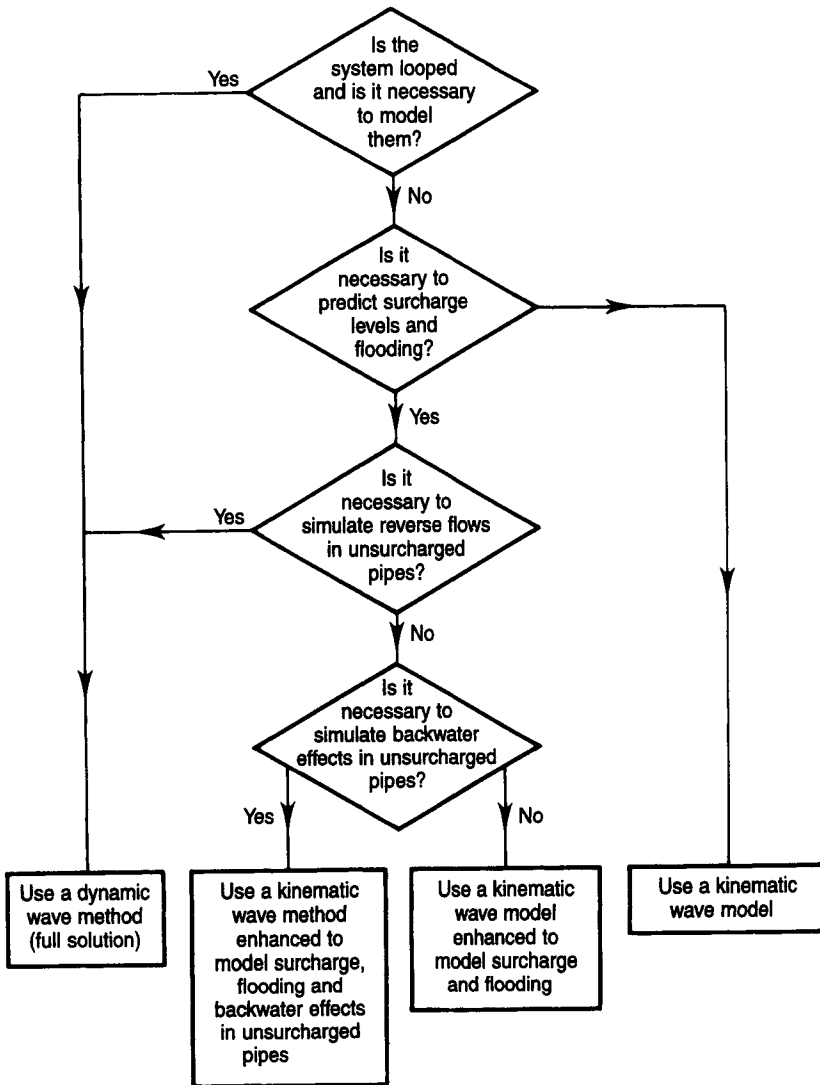 Is the
system looped
and is it necessary
to model
them?
Yes
No
Is it
necessary to
predict surcharge
levels and
flooding?
Yes
Is it
necessary to
simulate reverse flows
in unsurcharged
pipes?
Yes
No
Is it
necessary to
simulate backwater
effects in unsurcharged
pipes?
Yes
No
Use a dynamic
wave method
(full solution)
Use a kinematic
wave method
enhanced to
model surcharge,
flooding and
backwater effects
in unsurcharged
pipes
Use a kinematic
wave model
enhanced to
model surcharge
and flooding
Use a kinematic
wave model